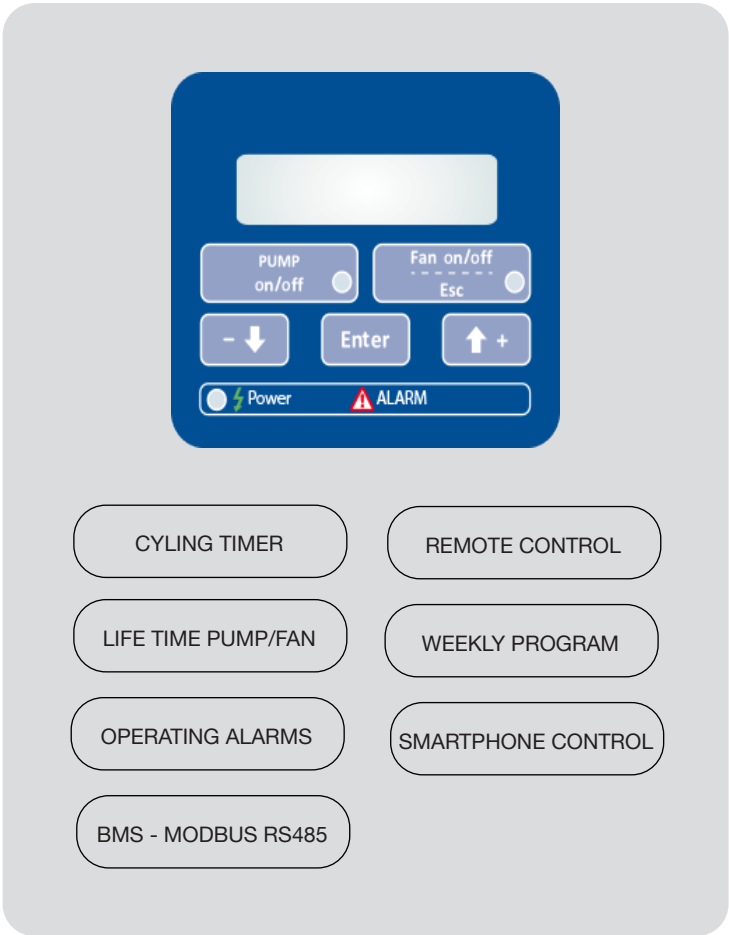 PUMP
on/off
Fan on/off
Esc
-
Enter
+
Power
ALARM
CYLING TIMER
REMOTE CONTROL
LIFE TIME PUMP/FAN
WEEKLY PROGRAM
OPERATING ALARMS
SMARTPHONE CONTROL
BMS - MODBUS RS485